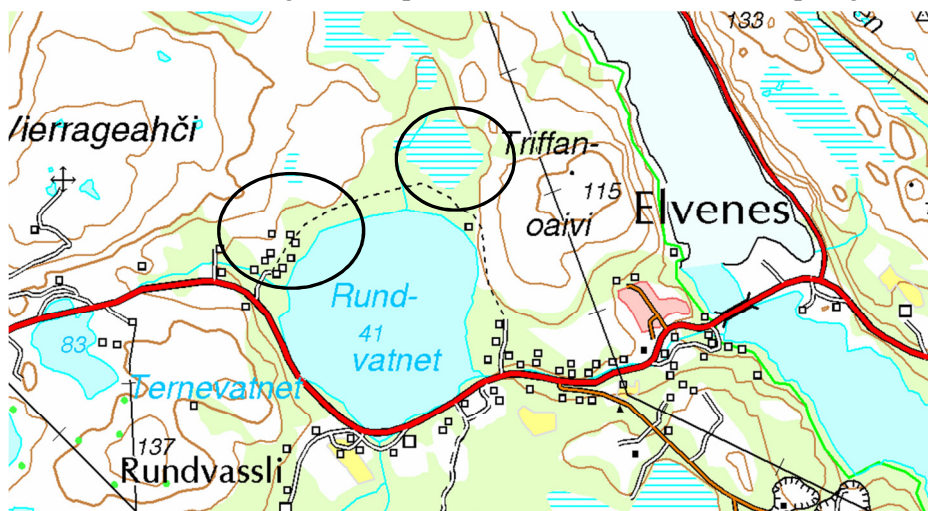 133
Vierrageahči
Triffan-
115
oaivi
Elvenes
Rund-
41
vatnet
83
Ternevatnet
137
Rundvassli